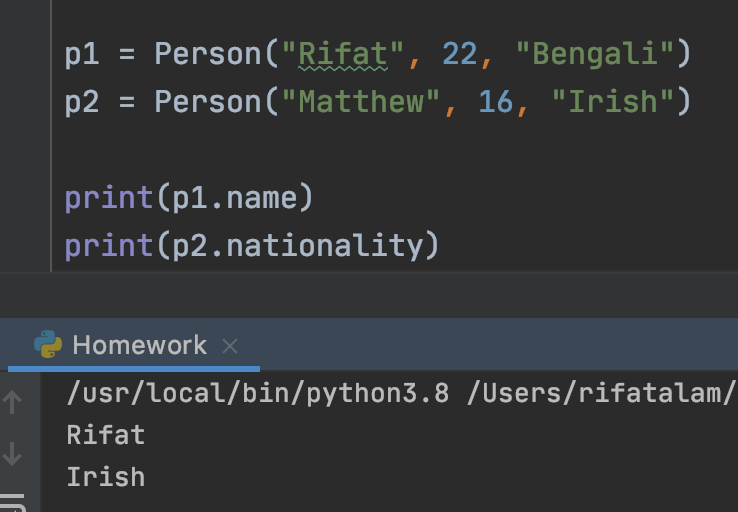 p1 = Person("Rifat", 22, "Bengali")
p2 = Person("Matthew", 16, "Irish")
print(p1.name)
print(p2.nationality)
Homework
/usr/local/bin/python3.8 /Users/rifatalam/
Rifat
Irish